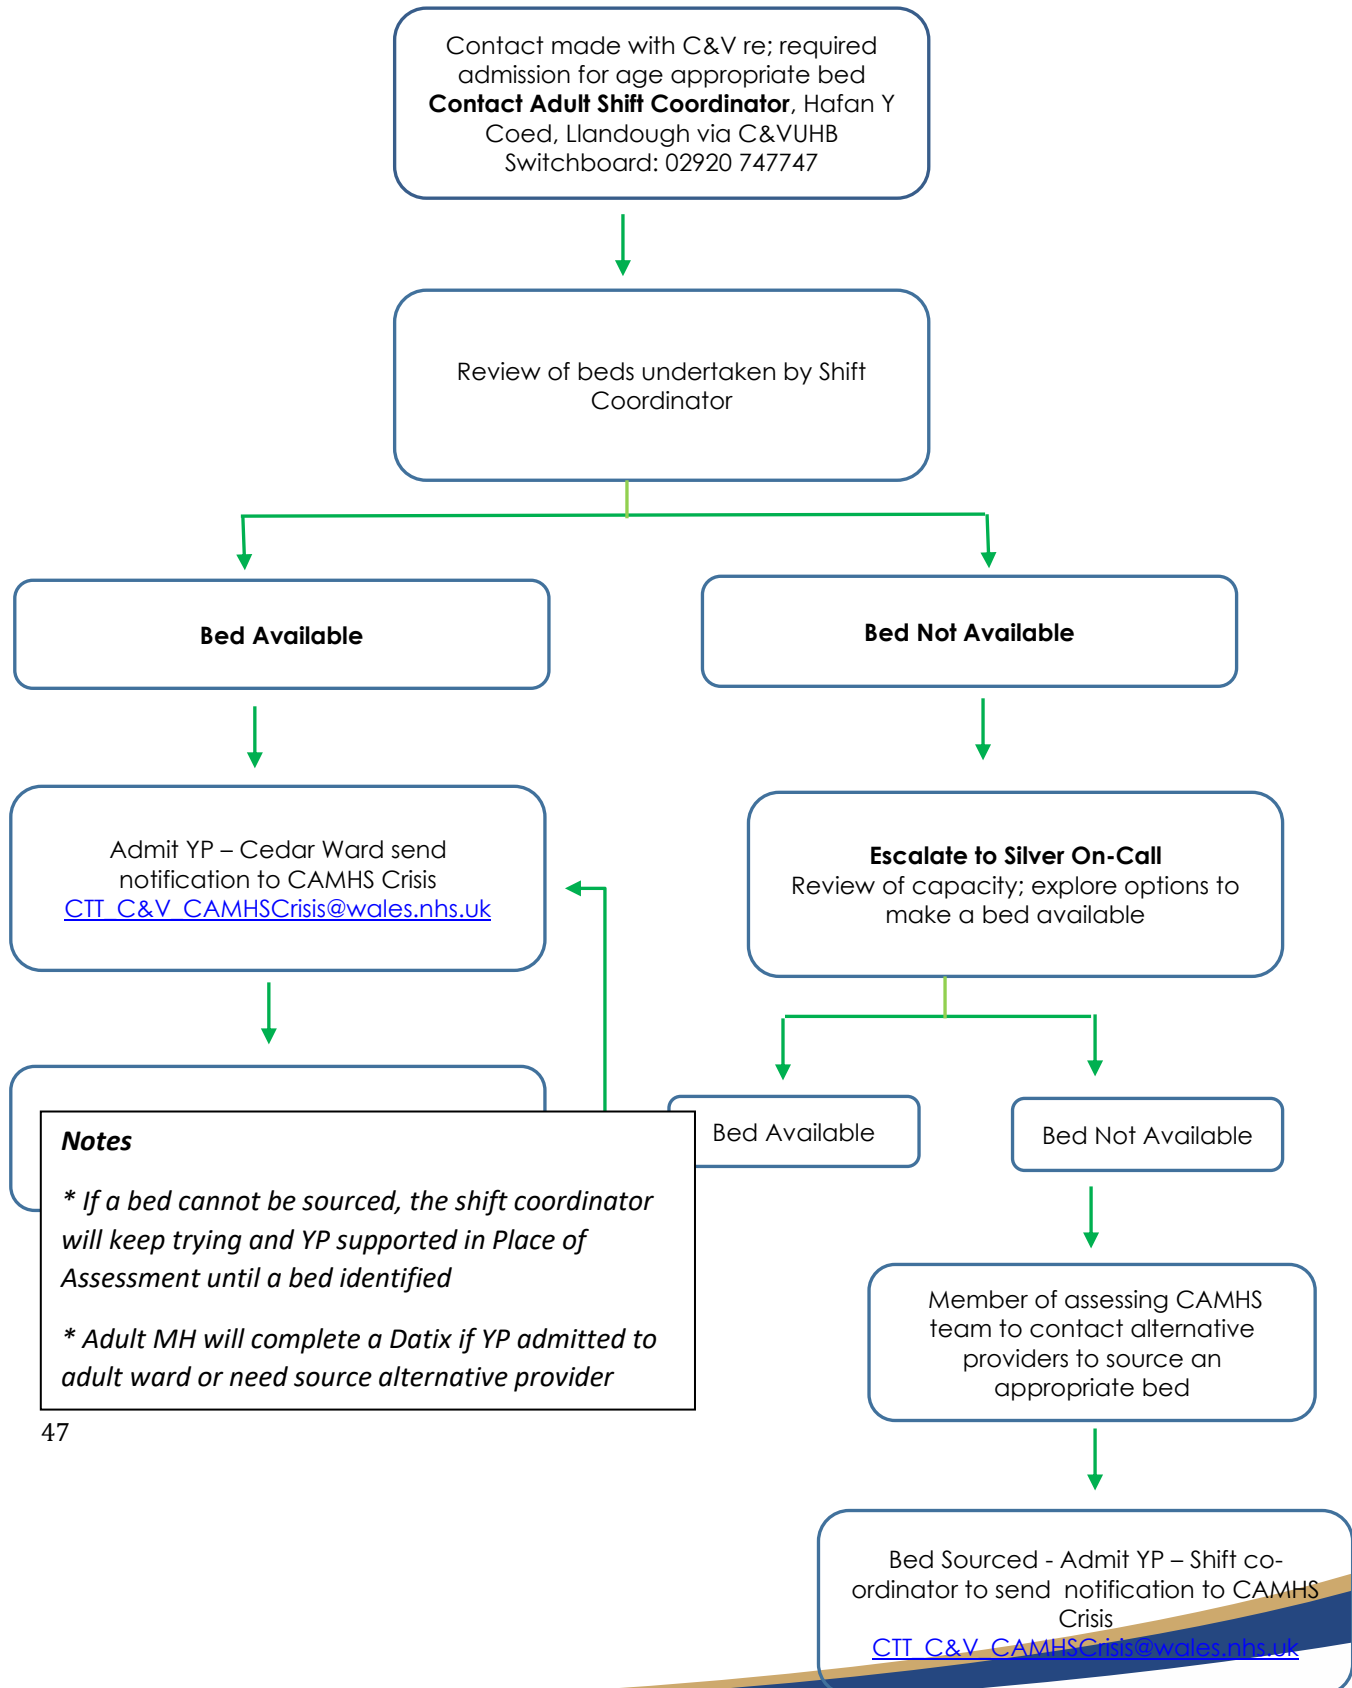 Contact made with C&V re; required
admission for age appropriate bed
Contact Adult Shift Coordinator, Hafan Y
Coed, Llandough via C&VUHB
Switchboard: 02920 747747
Review of beds undertaken by Shift
Coordinator
Bed Available
Bed Not Available
Admit YP – Cedar Ward send
notification to CAMHS Crisis
CTT_C&V_CAMHSCrisis@wales.nhs.uk
Escalate to Silver On-Call
Review of capacity; explore options to
make a bed available
Bed Available
Bed Not Available
Notes
* If a bed cannot be sourced, the shift coordinator
will keep trying and YP supported in Place of
Assessment until a bed identified
* Adult MH will complete a Datix if YP admitted to
adult ward or need source alternative provider
Member of assessing CAMHS
team to contact alternative
providers to source an
appropriate bed
47
Bed Sourced - Admit YP – Shift co-
ordinator to send  notification to CAMHS
Crisis
CTT_C&V_CAMHSCrisis@wales.nhs.uk